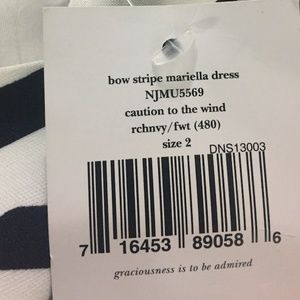 bow stripe mariella dress
NJMU5569
caution to the wind
rchnvy/fwt (480)
size 2
DNS13003
7 16453 89058 6
graciousness is to be admired